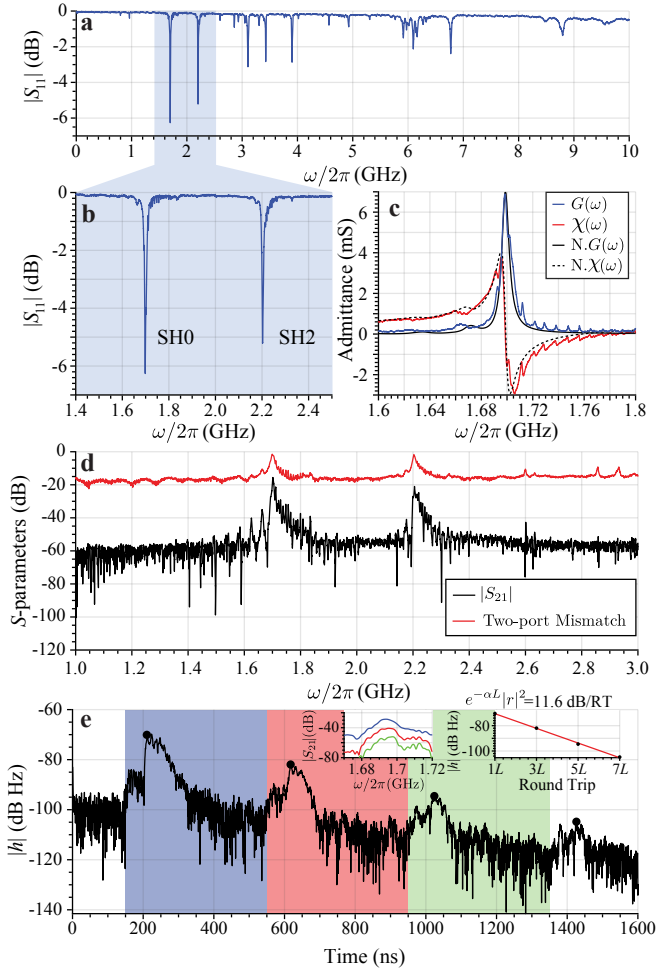 a
|S₁₁| (dB)
0
-2
-4
-6
0 1 2 3 4 5 6 7 8 9 10
ω/2π (GHz)
b
|S₁₁| (dB)
0
-2
-4
-6
SH0
SH2
1.4 1.6 1.8 2.0 2.2 2.4
ω/2π (GHz)
c
Admittance (mS)
6
4
2
0
-2
G(ω)
χ(ω)
N.G(ω)
N.χ(ω)
1.6 1.64 1.68 1.72 1.76 1.8
ω/2π (GHz)
d
S-parameters (dB)
0
-20
-40
-60
-80
-100
-120
|S₂₁|
Two-port Mismatch
1.0 1.2 1.4 1.6 1.8 2.0 2.2 2.4 2.6 2.8 3.0
ω/2π (GHz)
e
|h| (dB Hz)
-60
-80
-100
-120
-140
|S₂₁|(dB)
0
-40
-80
1.68 1.7 1.72
ω/2π(GHz)
e^{-αL}|r|²=11.6 dB/RT
|h| (dB Hz)
-80
-100
1L 3L 5L 7L
Round Trip
0 200 400 600 800 1000 1200 1400 1600
Time (ns)